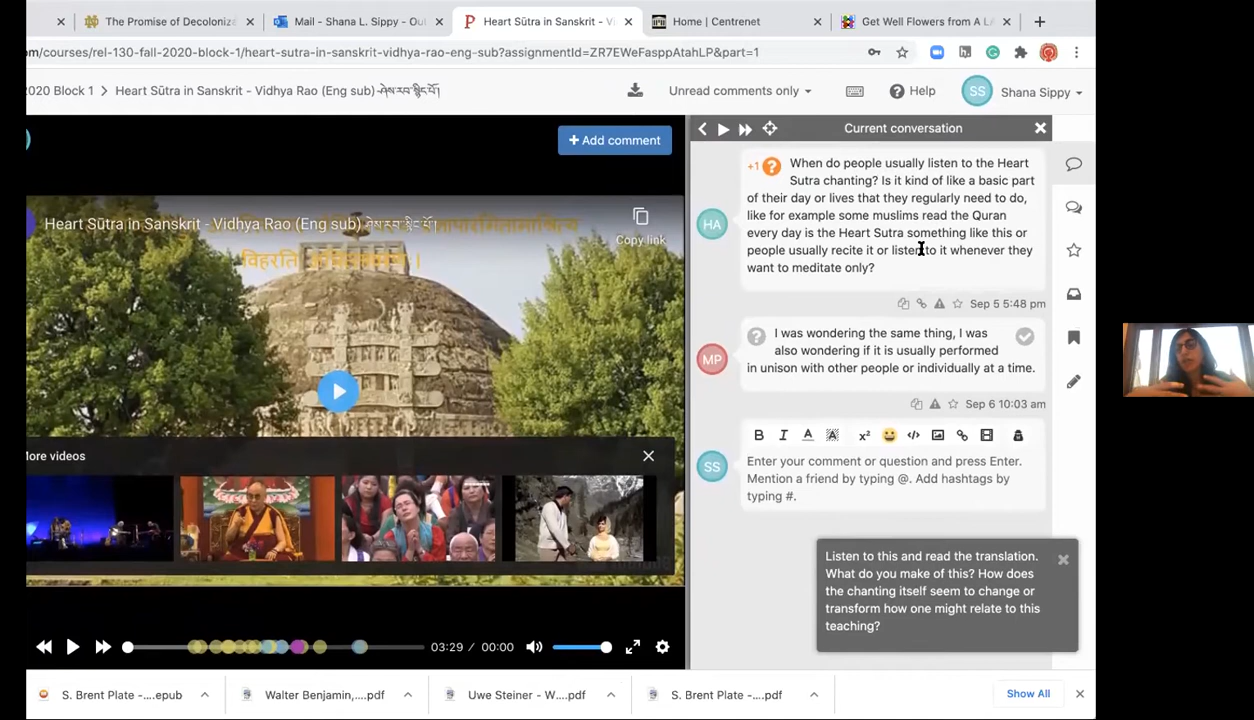 The Promise of Decoloniz
Mail - Shana L. Sippy - Ou
Heart Sūtra in Sanskrit - Vi
Home | Centrenet
Get Well Flowers from A LA
om/courses/rel-130-fall-2020-block-1/heart-sutra-in-sanskrit-vidhya-rao-eng-sub?assignmentId=ZR7EWeFasppAtahLP&part=1
2020 Block 1 > Heart Sūtra in Sanskrit - Vidhya Rao (Eng sub) ཤེས་རབ་སྙིང་པོ།
Unread comments only
Help
SS
Shana Sippy
+ Add comment
Current conversation
Heart Sūtra in Sanskrit - Vidhya Rao (Eng sub) ཤེས་རབ་སྙིང་པོ།
Copy link
विहरति
HA
+1 ? When do people usually listen to the Heart
Sutra chanting? Is it kind of like a basic part
of their day or lives that they regularly need to do,
like for example some muslims read the Quran
every day is the Heart Sutra something like this or
people usually recite it or listen to it whenever they
want to meditate only?
Sep 5 5:48 pm
MP
? I was wondering the same thing, I was
also wondering if it is usually performed
in unison with other people or individually at a time.
Sep 6 10:03 am
B I A A x² </>
SS
Enter your comment or question and press Enter.
Mention a friend by typing @. Add hashtags by
typing #.
More videos
Listen to this and read the translation.
What do you make of this? How does
the chanting itself seem to change or
transform how one might relate to this
teaching?
03:29 / 00:00
S. Brent Plate -....epub
Walter Benjamin,....pdf
Uwe Steiner - W....pdf
S. Brent Plate -....pdf
Show All